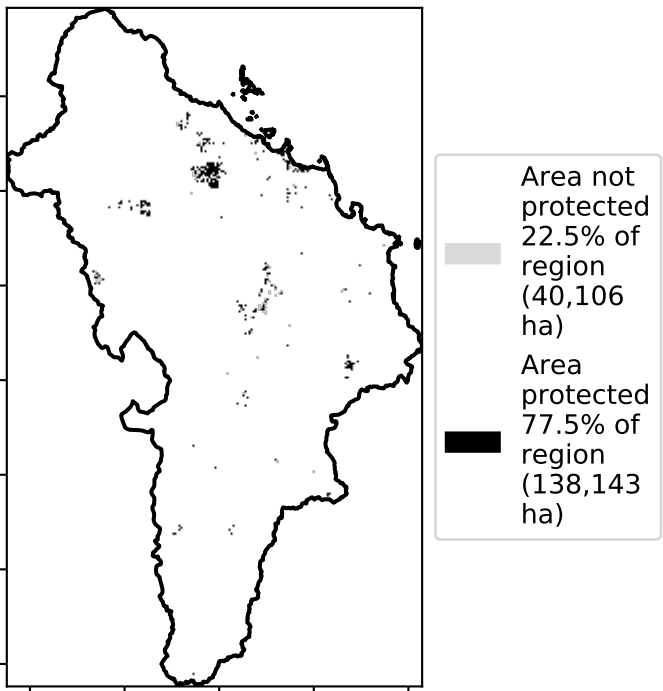 Area not
protected
22.5% of
region
(40,106
ha)
Area
protected
77.5% of
region
(138,143
ha)